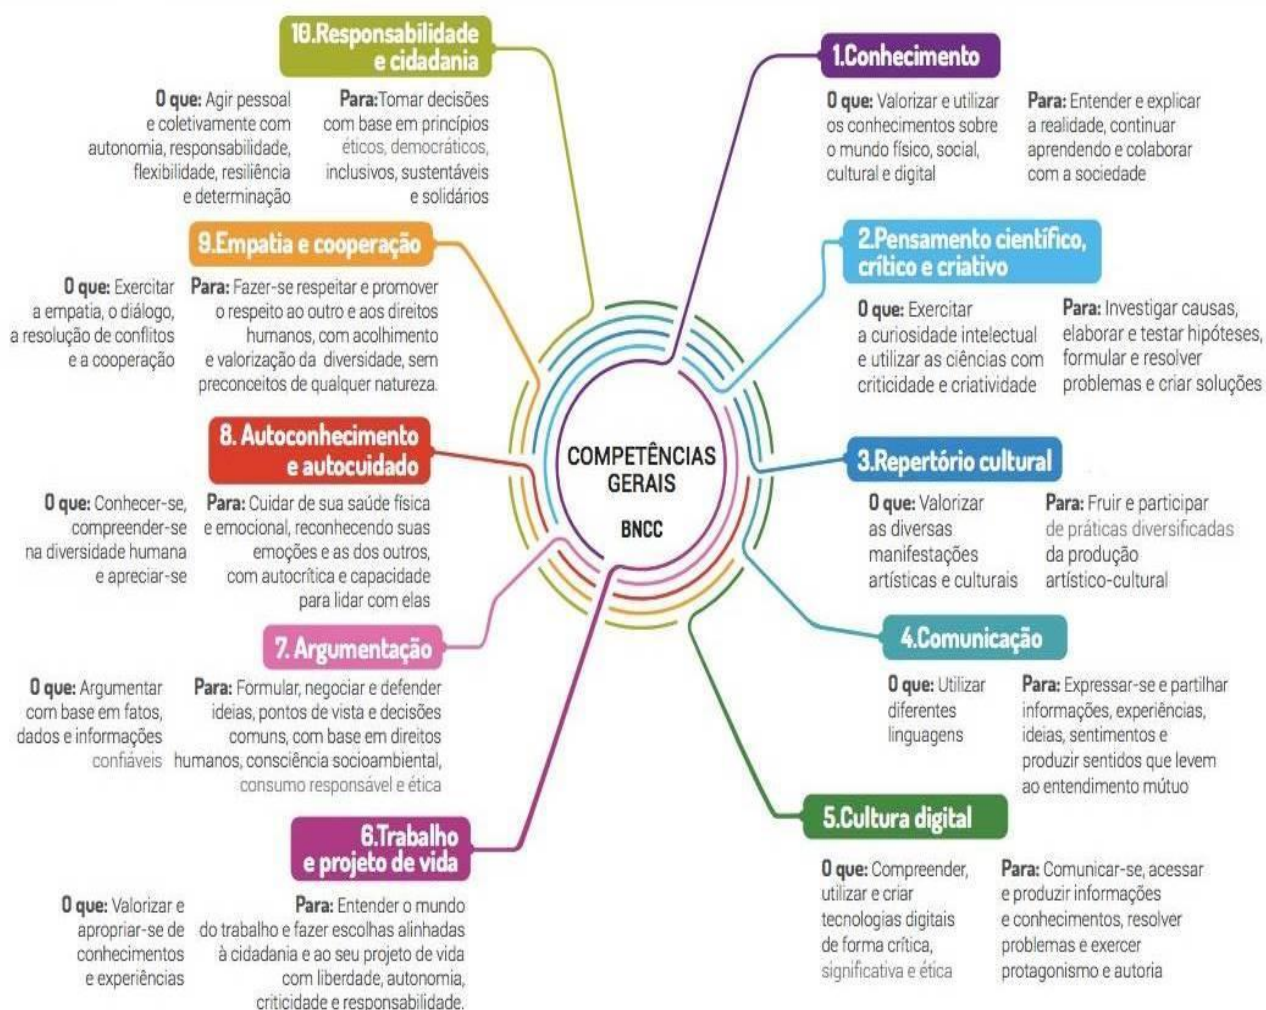 COMPETÊNCIAS
GERAIS
BNCC
1.Conhecimento
O que: Valorizar e utilizar
os conhecimentos sobre
o mundo físico, social,
cultural e digital
Para: Entender e explicar
a realidade, continuar
aprendendo e colaborar
com a sociedade
2.Pensamento científico,
crítico e criativo
O que: Exercitar
a curiosidade intelectual
e utilizar as ciências com
criticidade e criatividade
Para: Investigar causas,
elaborar e testar hipóteses,
formular e resolver
problemas e criar soluções
3.Repertório cultural
O que: Valorizar
as diversas
manifestações
artísticas e culturais
Para: Fruir e participar
de práticas diversificadas
da produção
artístico-cultural
4.Comunicação
O que: Utilizar
diferentes
linguagens
Para: Expressar-se e partilhar
informações, experiências,
ideias, sentimentos e
produzir sentidos que levem
ao entendimento mútuo
5.Cultura digital
O que: Compreender,
utilizar e criar
tecnologias digitais
de forma crítica,
significativa e ética
Para: Comunicar-se, acessar
e produzir informações
e conhecimentos, resolver
problemas e exercer
protagonismo e autoria
6.Trabalho
e projeto de vida
O que: Valorizar e
apropriar-se de
conhecimentos
e experiências
Para: Entender o mundo
do trabalho e fazer escolhas alinhadas
à cidadania e ao seu projeto de vida
com liberdade, autonomia,
criticidade e responsabilidade.
7. Argumentação
O que: Argumentar
com base em fatos,
dados e informações
confiáveis
Para: Formular, negociar e defender
ideias, pontos de vista e decisões
comuns, com base em direitos
humanos, consciência socioambiental,
consumo responsável e ética
8. Autoconhecimento
e autocuidado
O que: Conhecer-se,
compreender-se
na diversidade humana
e apreciar-se
Para: Cuidar de sua saúde física
e emocional, reconhecendo suas
emoções e as dos outros,
com autocrítica e capacidade
para lidar com elas
9.Empatia e cooperação
O que: Exercitar
a empatia, o diálogo,
a resolução de conflitos
e a cooperação
Para: Fazer-se respeitar e promover
o respeito ao outro e aos direitos
humanos, com acolhimento
e valorização da diversidade, sem
preconceitos de qualquer natureza.
10.Responsabilidade
e cidadania
O que: Agir pessoal
e coletivamente com
autonomia, responsabilidade,
flexibilidade, resiliência
e determinação
Para:Tomar decisões
com base em princípios
éticos, democráticos,
inclusivos, sustentáveis
e solidários